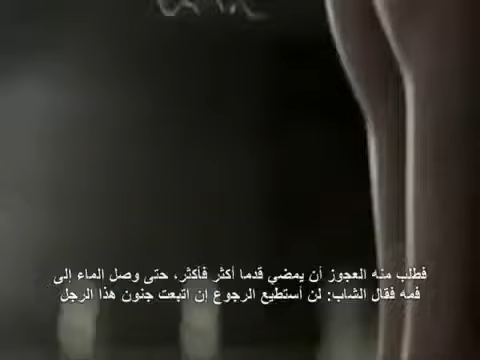 فطلب منه العجوز أن يمضي قدما أكثر فأكثر، حتى وصل الماء إلى
فمه فقال الشاب: لن أستطيع الرجوع إن اتبعت جنون هذا الرجل